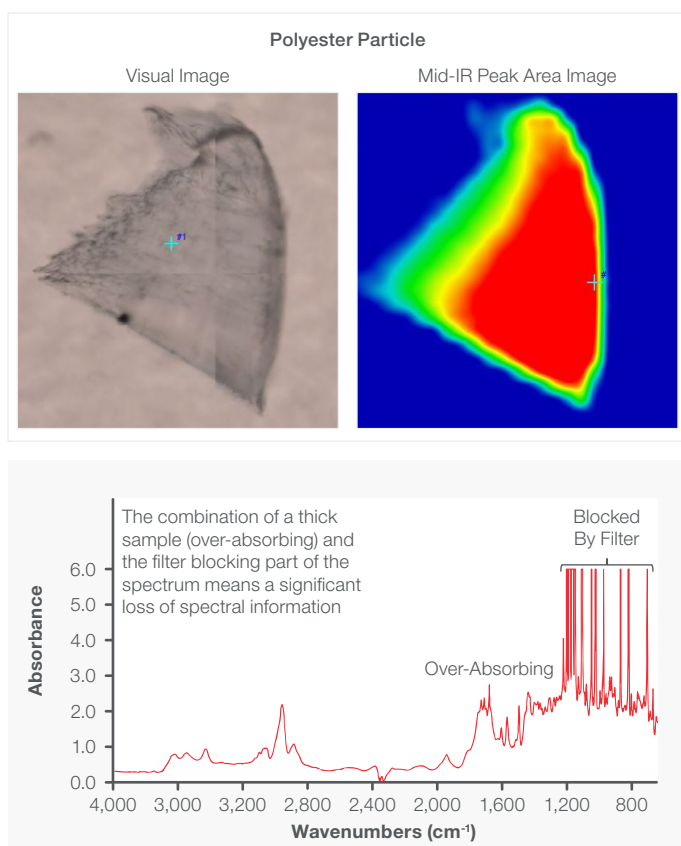 Polyester Particle
Visual Image
Mid-IR Peak Area Image
#1
#
The combination of a thick
sample (over-absorbing) and
the filter blocking part of the
spectrum means a significant
loss of spectral information
Blocked
By Filter
Over-Absorbing
Absorbance
6.0
5.0
4.0
3.0
2.0
1.0
0.0
4,000 3,000 3,200 2,800 2,400 2,000 1,600 1,200 800
Wavenumbers (cm⁻¹)